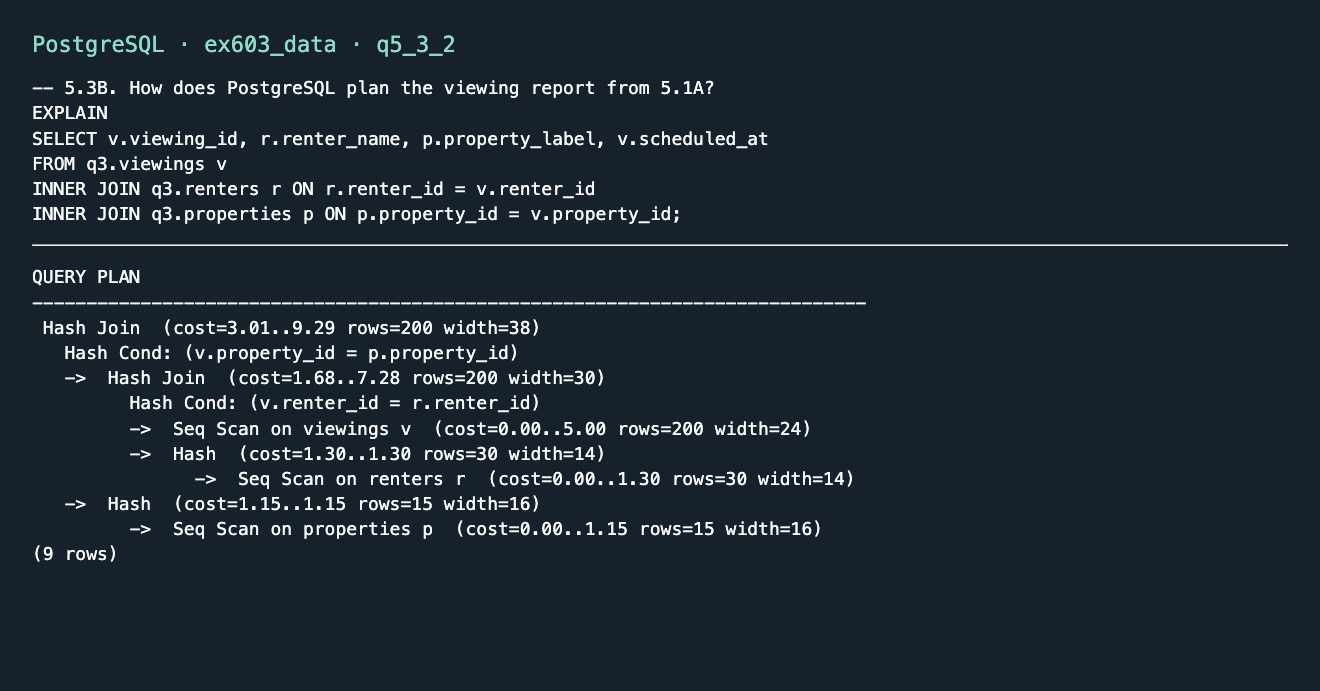 PostgreSQL · ex603_data · q5_3_2
-- 5.3B. How does PostgreSQL plan the viewing report from 5.1A?
EXPLAIN
SELECT v.viewing_id, r.renter_name, p.property_label, v.scheduled_at
FROM q3.viewings v
INNER JOIN q3.renters r ON r.renter_id = v.renter_id
INNER JOIN q3.properties p ON p.property_id = v.property_id;
QUERY PLAN
-----------------------------------------------------------------------------
 Hash Join  (cost=3.01..9.29 rows=200 width=38)
   Hash Cond: (v.property_id = p.property_id)
   ->  Hash Join  (cost=1.68..7.28 rows=200 width=30)
         Hash Cond: (v.renter_id = r.renter_id)
         ->  Seq Scan on viewings v  (cost=0.00..5.00 rows=200 width=24)
         ->  Hash  (cost=1.30..1.30 rows=30 width=14)
               ->  Seq Scan on renters r  (cost=0.00..1.30 rows=30 width=14)
   ->  Hash  (cost=1.15..1.15 rows=15 width=16)
         ->  Seq Scan on properties p  (cost=0.00..1.15 rows=15 width=16)
(9 rows)